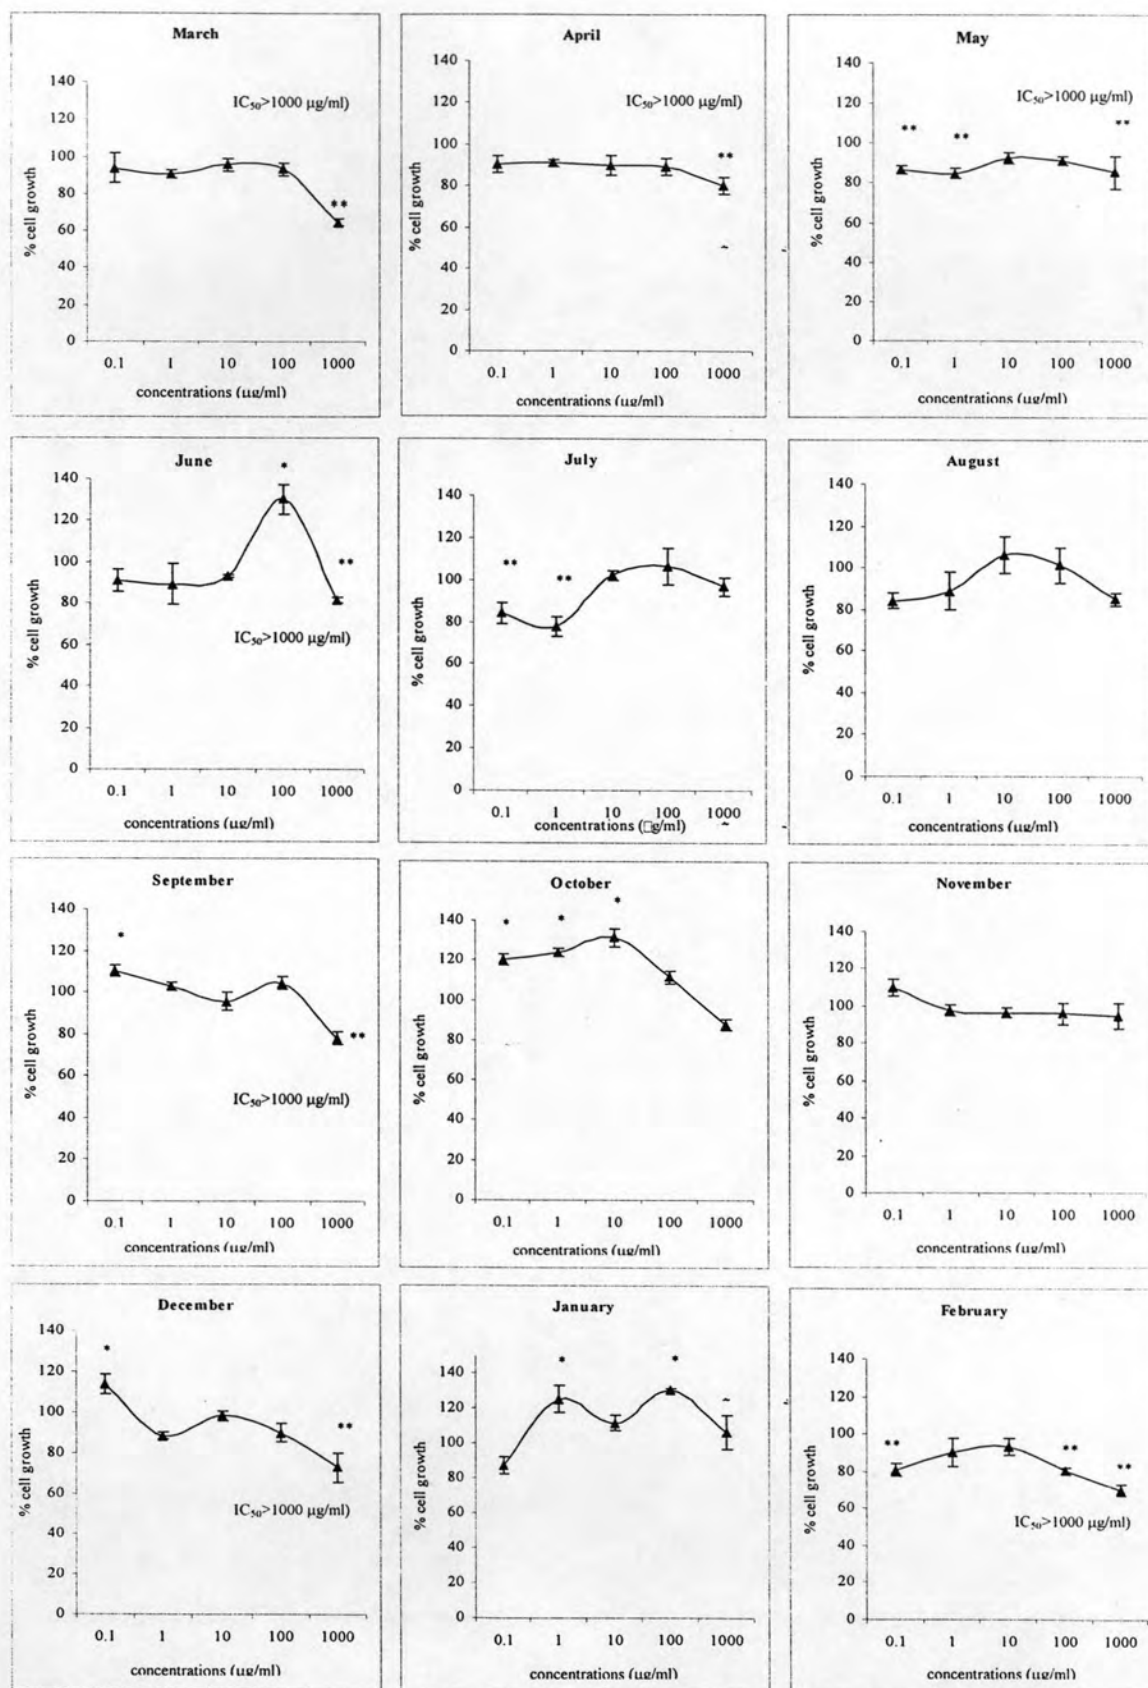 March
140
120
100
80
60
40
20
0
% cell growth
IC₅₀>1000 µg/ml)
**
0.1 1 10 100 1000
concentrations (µg/ml)
April
140
120
100
80
60
40
20
0
% cell growth
IC₅₀>1000 µg/ml)
**
0.1 1 10 100 1000
concentrations (µg/ml)
May
140
120
100
80
60
40
20
0
% cell growth
IC₅₀>1000 µg/ml)
** ** **
0.1 1 10 100 1000
concentrations (µg/ml)
June
140
120
100
80
60
40
20
0
% cell growth
*
**
IC₅₀>1000 µg/ml)
0.1 1 10 100 1000
concentrations (µg/ml)
July
140
120
100
80
60
40
20
0
% cell growth
** **
0.1 1 10 100 1000
concentrations (□g/ml)
August
140
120
100
80
60
40
20
0
% cell growth
0.1 1 10 100 1000
concentrations (µg/ml)
September
140
120
100
80
60
40
20
0
% cell growth
*
**
IC₅₀>1000 µg/ml)
0.1 1 10 100 1000
concentrations (µg/ml)
October
140
120
100
80
60
40
20
0
% cell growth
* * *
0.1 1 10 100 1000
concentrations (µg/ml)
November
140
120
100
80
60
40
20
0
% cell growth
0.1 1 10 100 1000
concentrations (µg/ml)
December
140
120
100
80
60
40
20
0
% cell growth
*
**
IC₅₀>1000 µg/ml)
0.1 1 10 100 1000
concentrations (µg/ml)
January
140
120
100
80
60
40
20
0
% cell growth
* *
0.1 1 10 100 1000
concentrations (µg/ml)
February
140
120
100
80
60
40
20
0
% cell growth
** ** **
IC₅₀>1000 µg/ml)
0.1 1 10 100 1000
concentrations (µg/ml)